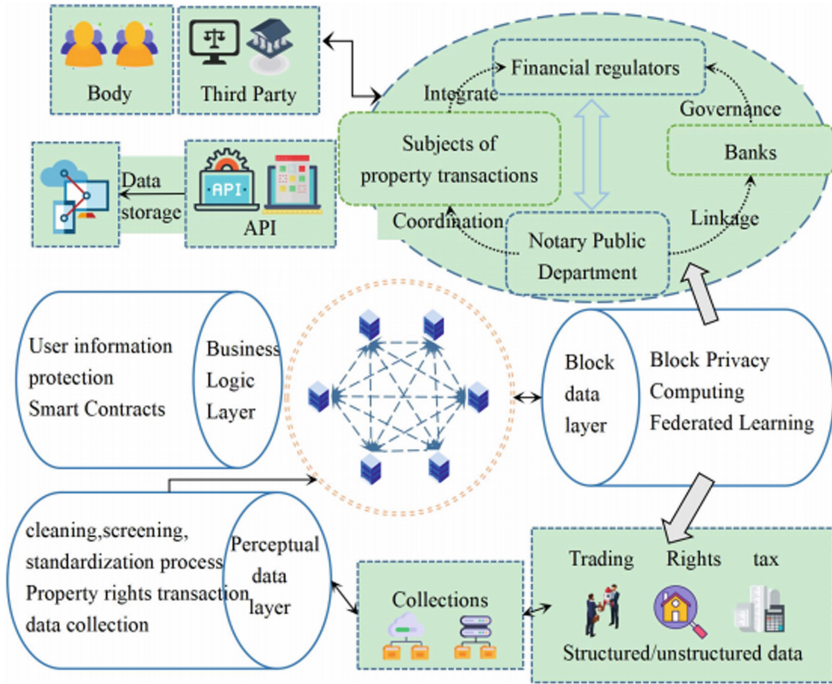 Body
Third Party
Data
storage
API
API
Financial regulators
Integrate
Governance
Subjects of
property transactions
Banks
Coordination
Linkage
Notary Public
Department
User information
protection
Smart Contracts
Business
Logic
Layer
Block
data
layer
Block Privacy
Computing
Federated Learning
cleaning,screening,
standardization process
Property rights transaction
data collection
Perceptual
data
layer
Collections
Trading Rights tax
Structured/unstructured data